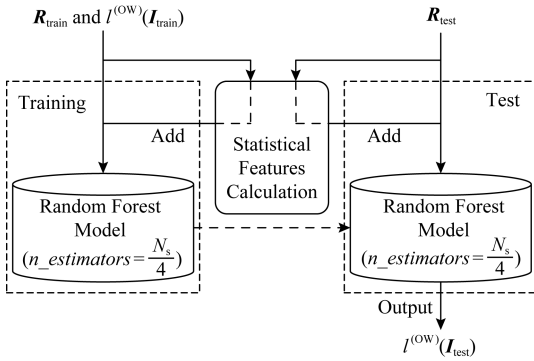 R_train and l^(OW)(I_train)
R_test
Training
Test
Add
Add
Statistical
Features
Calculation
Random Forest
Model
(n_estimators=N_s/4)
Random Forest
Model
(n_estimators=N_s/4)
Output
l^(OW)(I_test)